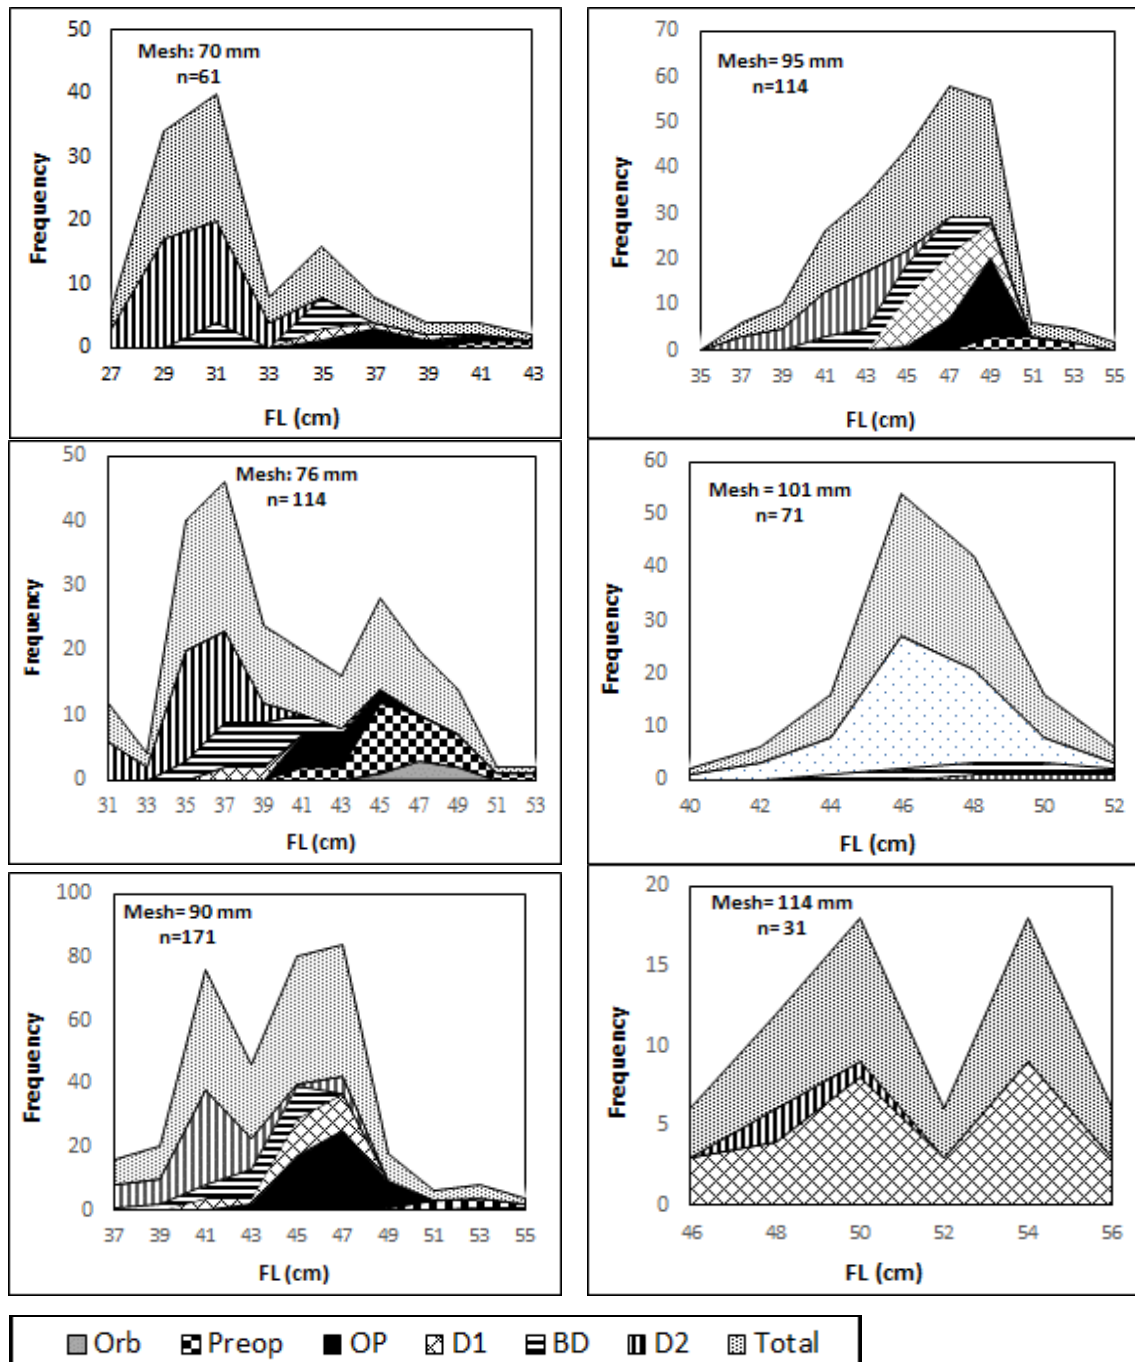 50
40
30
20
10
0
Frequency
Mesh: 70 mm
n=61
27 29 31 33 35 37 39 41 43
FL (cm)
70
60
50
40
30
20
10
0
Frequency
Mesh= 95 mm
n=114
35 37 39 41 43 45 47 49 51 53 55
FL (cm)
50
40
30
20
10
0
Frequency
Mesh: 76 mm
n= 114
31 33 35 37 39 41 43 45 47 49 51 53
FL (cm)
60
50
40
30
20
10
0
Frequency
Mesh = 101 mm
n= 71
40 42 44 46 48 50 52
FL (cm)
100
80
60
40
20
0
Frequency
Mesh= 90 mm
n=171
37 39 41 43 45 47 49 51 53 55
FL (cm)
20
15
10
5
0
Frequency
Mesh= 114 mm
n= 31
46 48 50 52 54 56
FL (cm)
Orb Preop OP D1 BD D2 Total